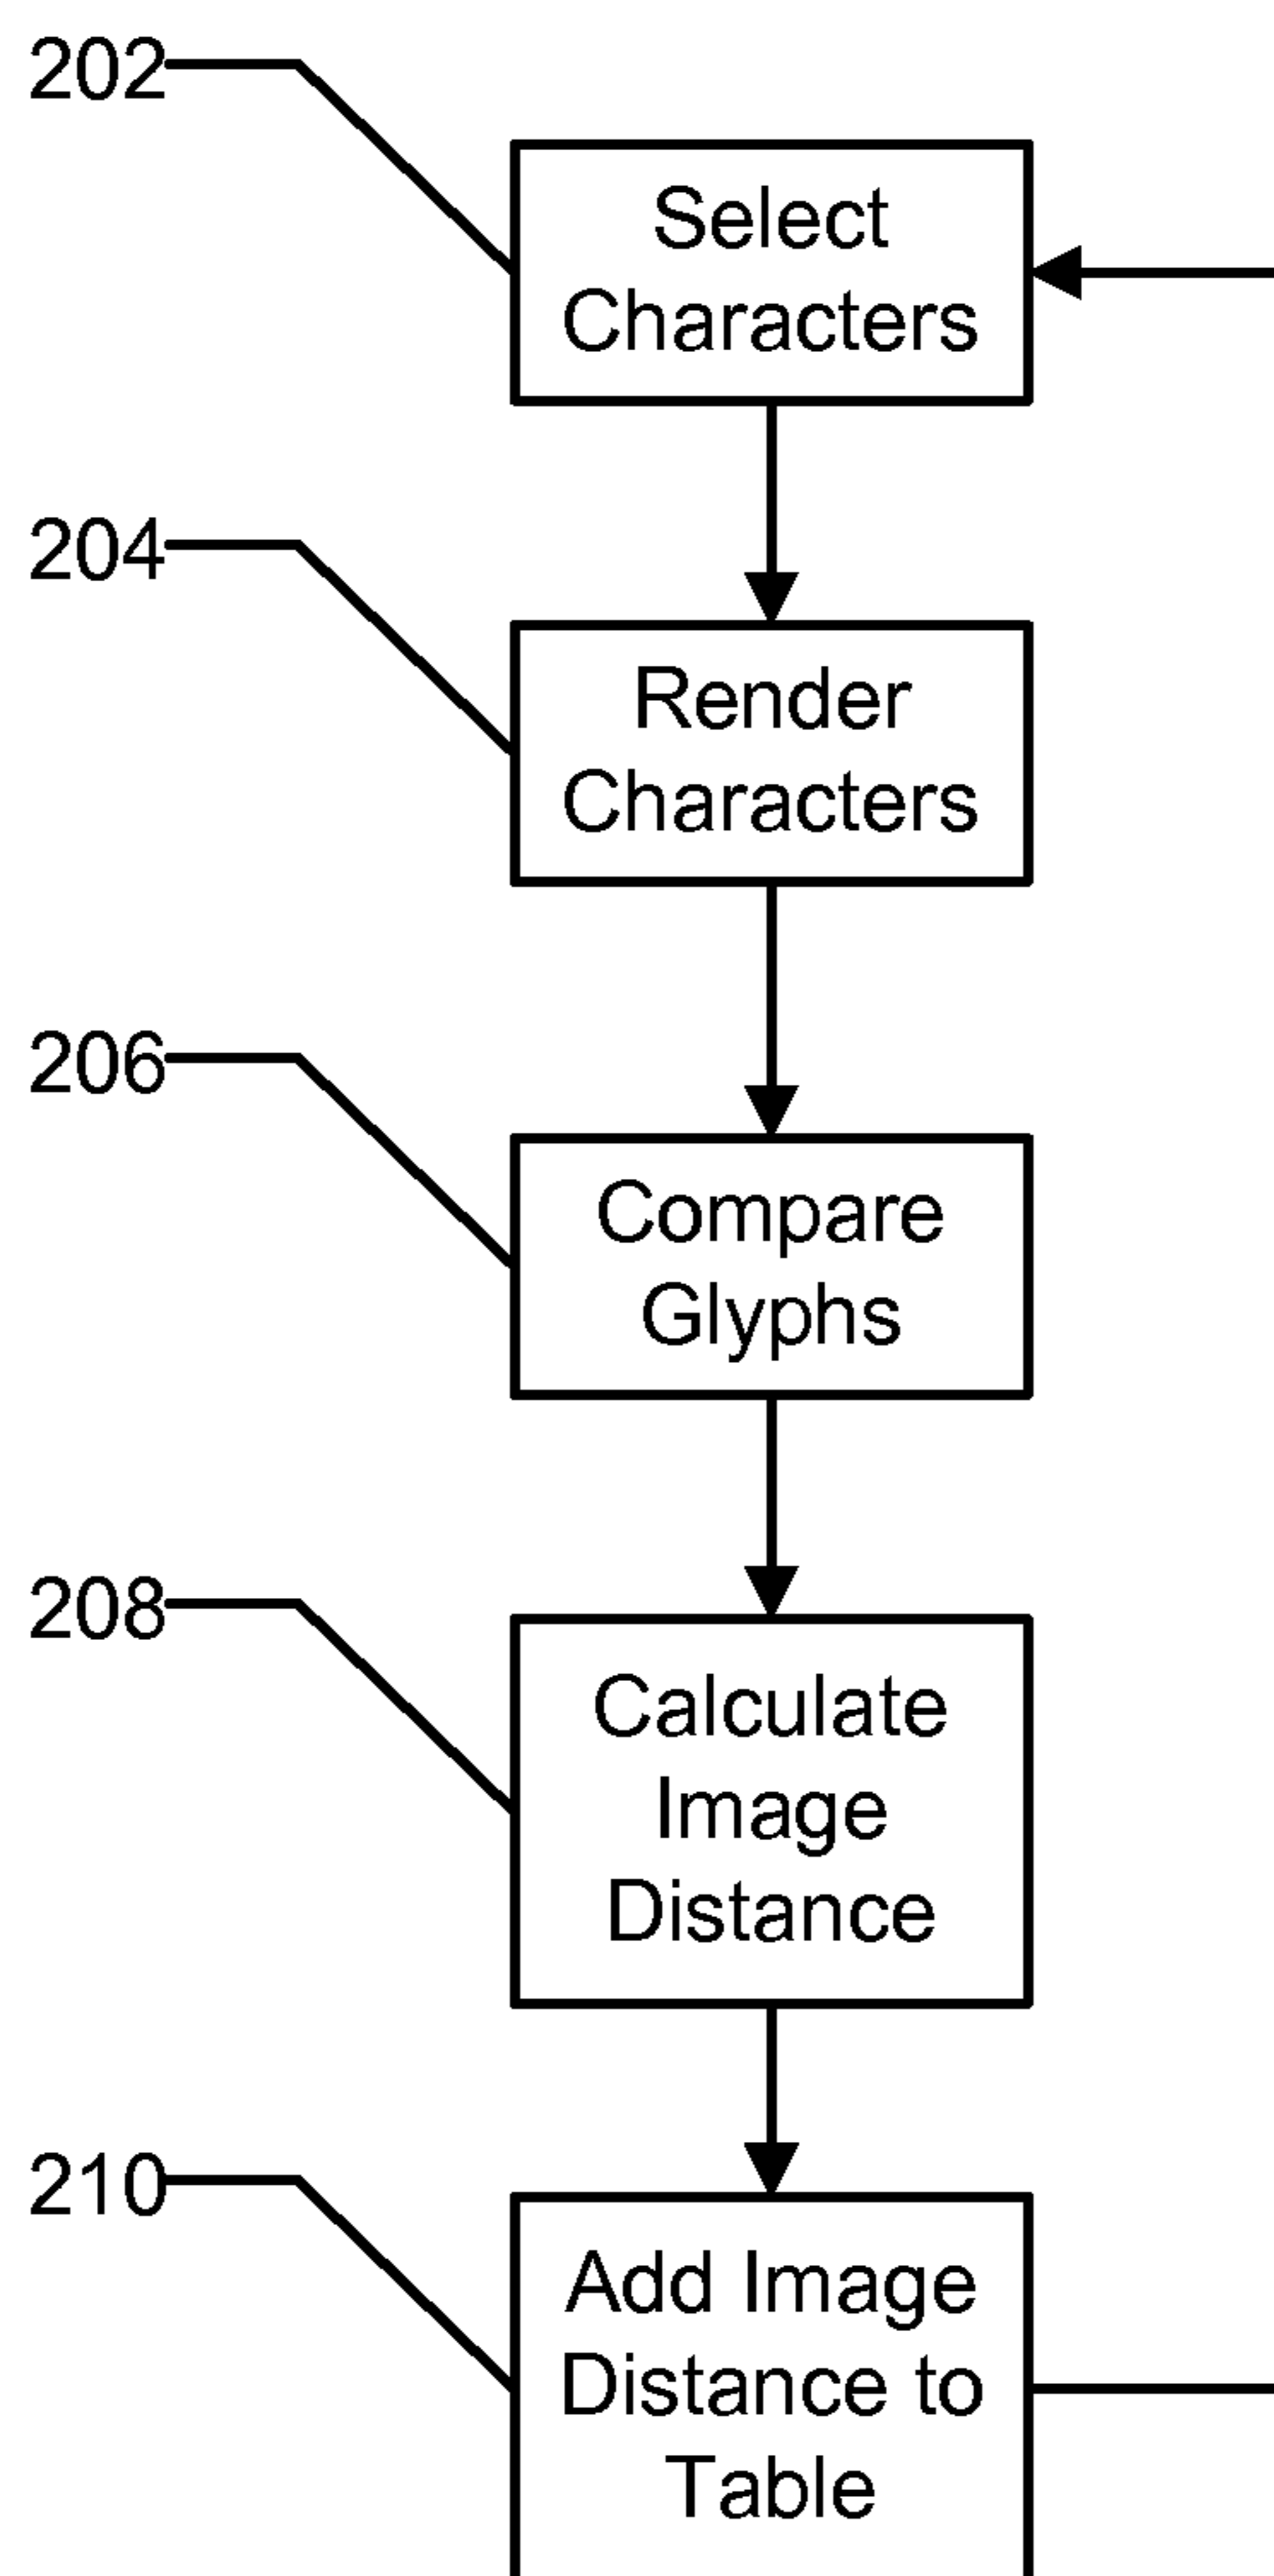 202
Select
Characters
204
Render
Characters
206
Compare
Glyphs
208
Calculate
Image
Distance
210
Add Image
Distance to
Table